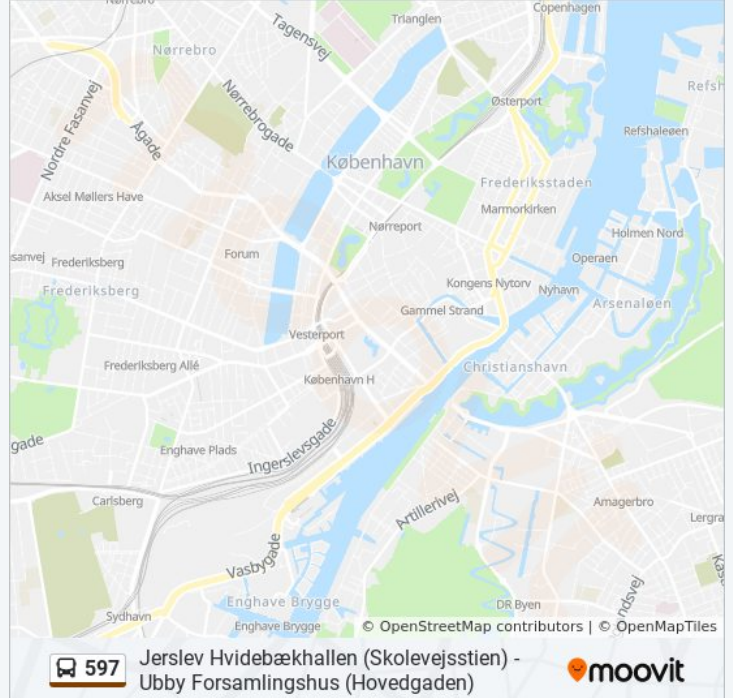 Nørrebro
Copenhagen
Trianglen
Tagensvej
Nørrebro
Refsh
Østerport
Nordre Fasanvej
Nørrebrogade
Ågade
Refshaleøen
København
Frederiksstaden
Aksel Møllers Have
Marmorkirken
Nørreport
Holmen Nord
Forum
sanvej
Frederiksberg
Operaen
Frederiksberg
Kongens Nytorv
Nyhavn
Arsenaløen
Gammel Strand
Vesterport
Frederiksberg Allé
Christianshavn
København H
gade
Enghave Plads
Ingerslevsgade
Carlsberg
Artillerivej
Amagerbro
Lergra
Vasbygade
Kas
ndsvej
Enghave Brygge
DR Byen
Sydhavn
Enghave Brygge
© OpenStreetMap contributors | © OpenMapTiles
597
Jerslev Hvidebækhallen (Skolevejsstien) -
Ubby Forsamlingshus (Hovedgaden)
moovit